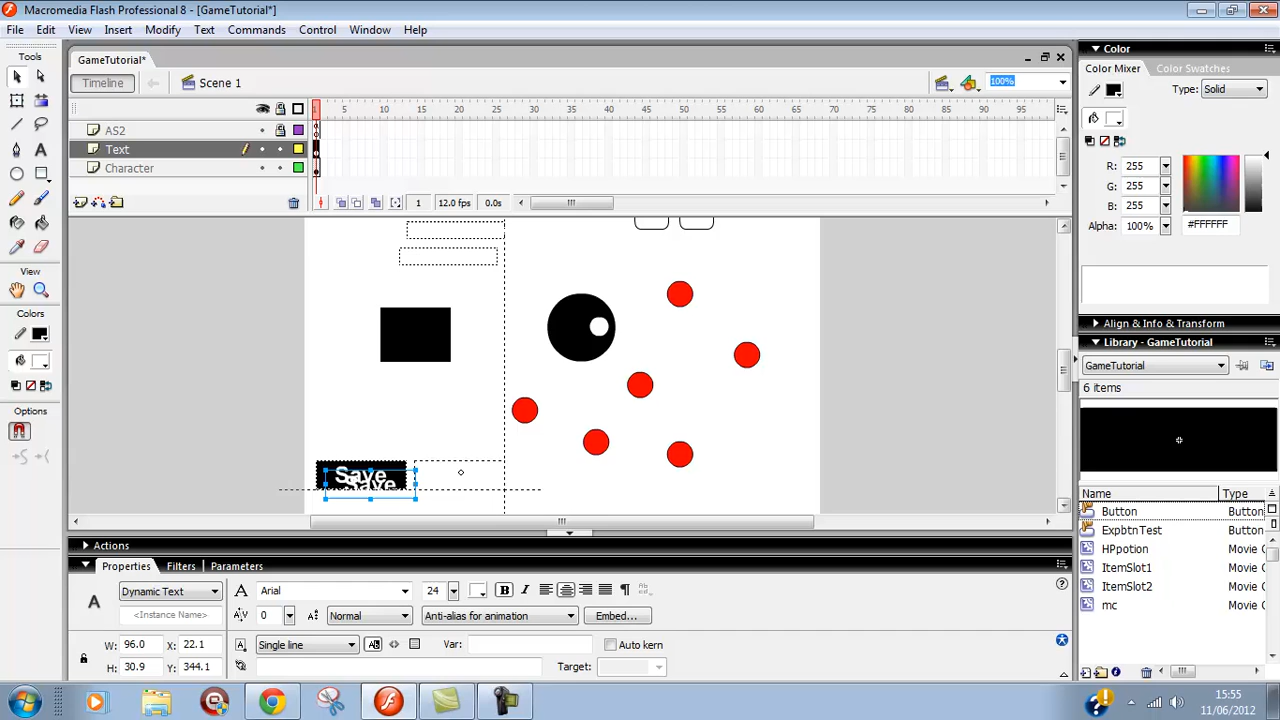 Macromedia Flash Professional 8 - [GameTutorial*]
File Edit View Insert Modify Text Commands Control Window Help
Tools
View
Colors
Options
GameTutorial*
Timeline
Scene 1
100%
1 5 10 15 20 25 30 35 40 45 50 55 60 65 70 75 80 85 90 95
AS2
Text
Character
1 12.0 fps 0.0s
Save
Save
Actions
Properties Filters Parameters
A Dynamic Text A Arial 24 B I
<Instance Name> A/V 0 Normall Anti-alias for animation Embed...
W: 96.0 X: 22.1 Single line Var: Auto kern
H: 30.9 Y: 344.1 Target:
Color
Color Mixer Color Swatches
Type: Solid
R: 255
G: 255
B: 255
Alpha: 100% #FFFFFF
Align & Info & Transform
Library - GameTutorial
GameTutorial
6 items
Name Type
Button Button
ExpbtnTest Button
HPpotion Movie C
ItemSlot1 Movie C
ItemSlot2 Movie C
mc Movie C
15:55
11/06/2012